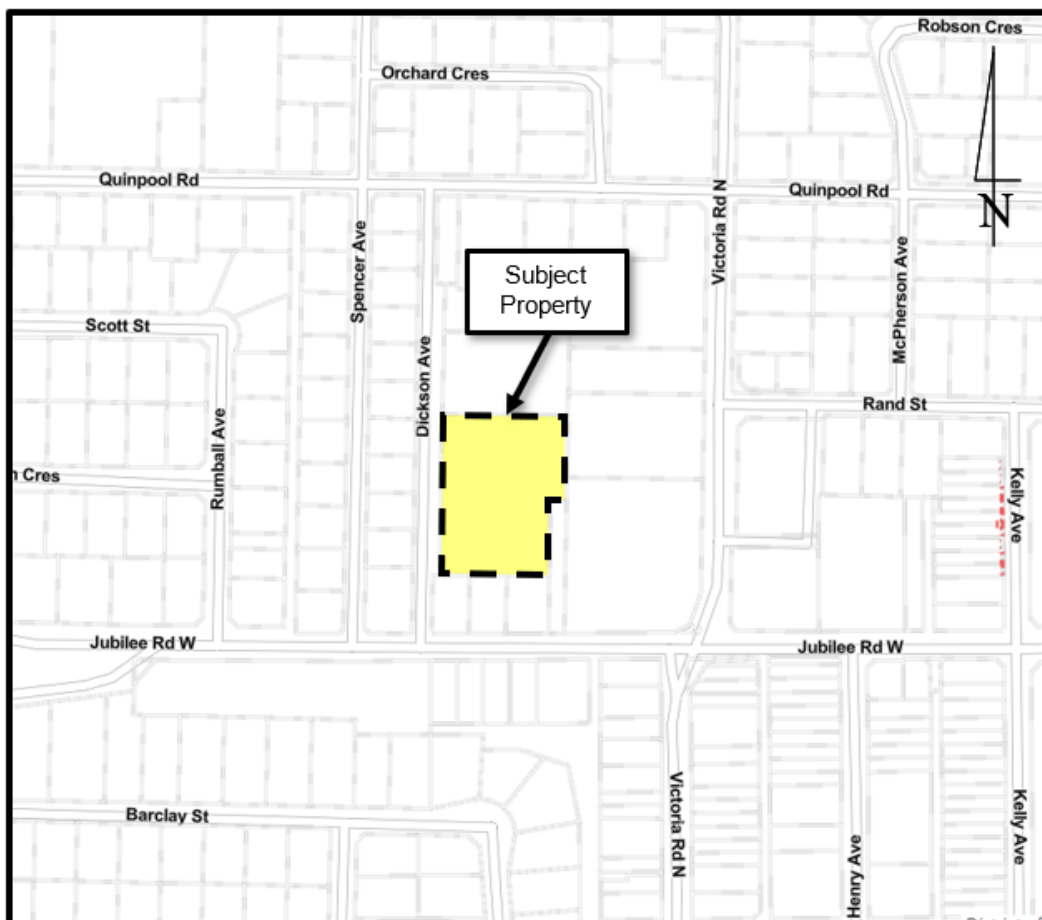 Robson Cres
Orchard Cres
Quinpool Rd
Quinpool Rd
Victoria Rd N
N
Spencer Ave
McPherson Ave
Subject
Property
Scott St
Dickson Ave
Rand St
Rumball Ave
n Cres
Kelly Ave
Jubilee Rd W
Jubilee Rd W
Victoria Rd N
Barclay St
Kelly Ave
Henry Ave